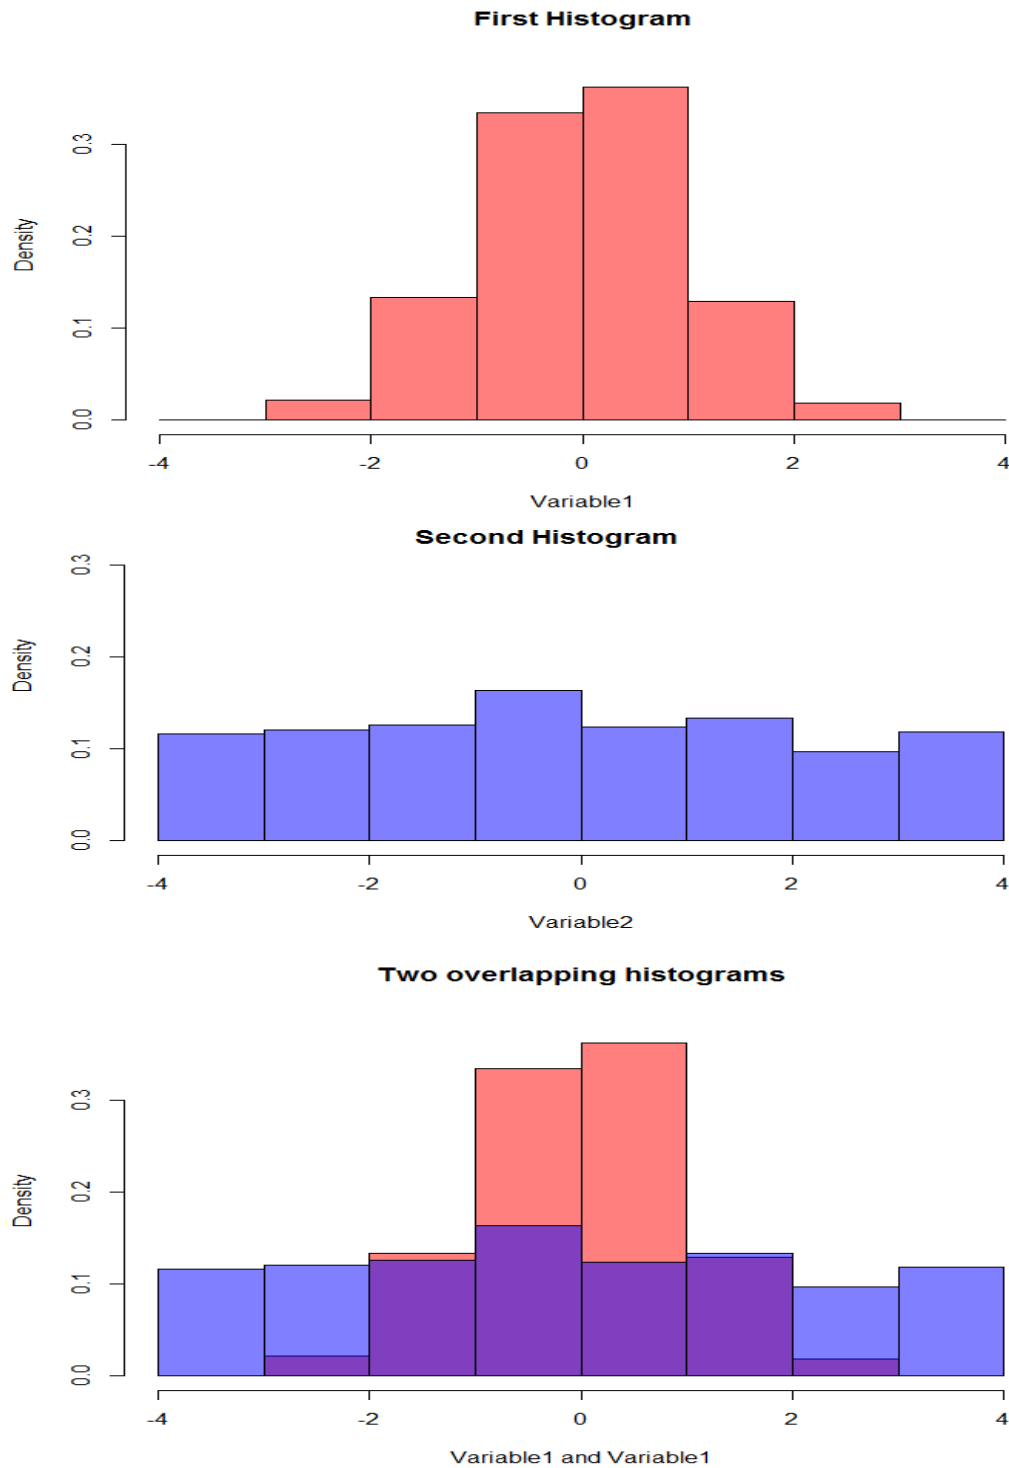 First Histogram
0.3
0.2
0.1
0.0
Density
-4 -2 0 2 4
Variable1
Second Histogram
0.3
0.2
0.1
0.0
Density
-4 -2 0 2 4
Variable2
Two overlapping histograms
0.3
0.2
0.1
0.0
Density
-4 -2 0 2 4
Variable1 and Variable1